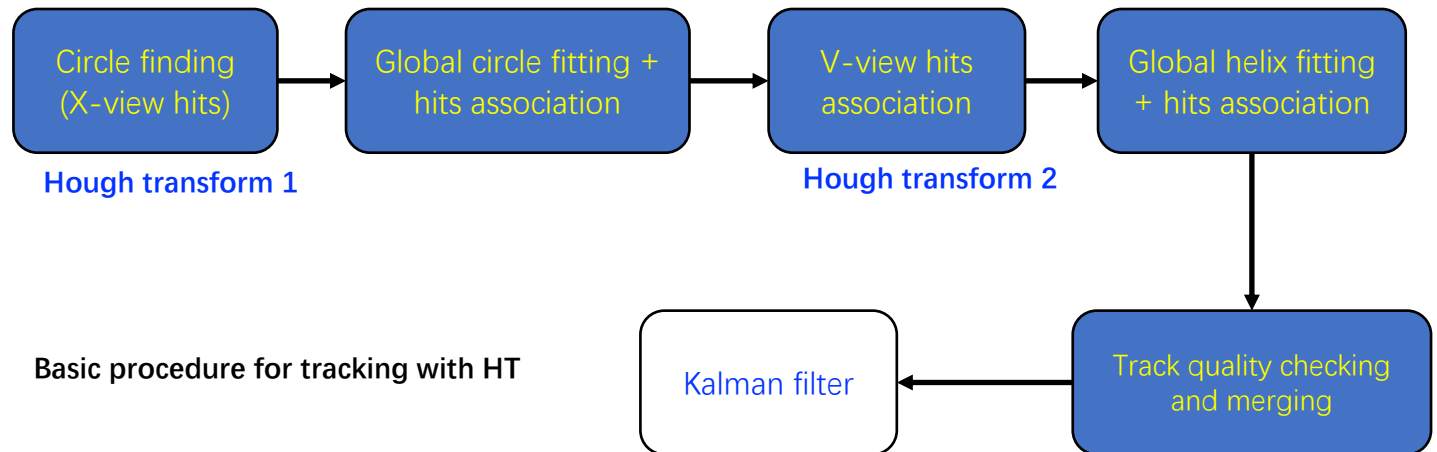 Circle finding
(X-view hits)
Global circle fitting +
hits association
V-view hits
association
Global helix fitting
+ hits association
Hough transform 1
Hough transform 2
Track quality checking
and merging
Kalman filter
Basic procedure for tracking with HT